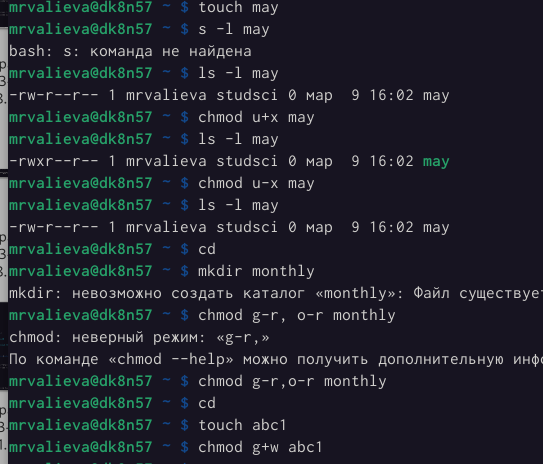 mrvalieva@dk8n57 ~ $ touch may
mrvalieva@dk8n57 ~ $ s -l may
bash: s: команда не найдена
mrvalieva@dk8n57 ~ $ ls -l may
-rw-r--r-- 1 mrvalieva studsci 0 мар  9 16:02 may
mrvalieva@dk8n57 ~ $ chmod u+x may
mrvalieva@dk8n57 ~ $ ls -l may
-rwxr--r-- 1 mrvalieva studsci 0 мар  9 16:02 may
mrvalieva@dk8n57 ~ $ chmod u-x may
mrvalieva@dk8n57 ~ $ ls -l may
-rw-r--r-- 1 mrvalieva studsci 0 мар  9 16:02 may
mrvalieva@dk8n57 ~ $ cd
mrvalieva@dk8n57 ~ $ mkdir monthly
mkdir: невозможно создать каталог «monthly»: Файл существует
mrvalieva@dk8n57 ~ $ chmod g-r, o-r monthly
chmod: неверный режим: «g-r,»
По команде «chmod --help» можно получить дополнительную инфо
mrvalieva@dk8n57 ~ $ chmod g-r,o-r monthly
mrvalieva@dk8n57 ~ $ cd
mrvalieva@dk8n57 ~ $ touch abc1
mrvalieva@dk8n57 ~ $ chmod g+w abc1